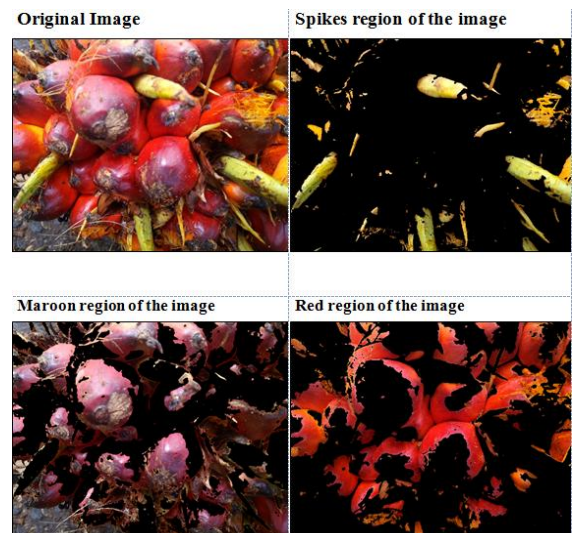 Original Image
Spikes region of the image
Maroon region of the image
Red region of the image